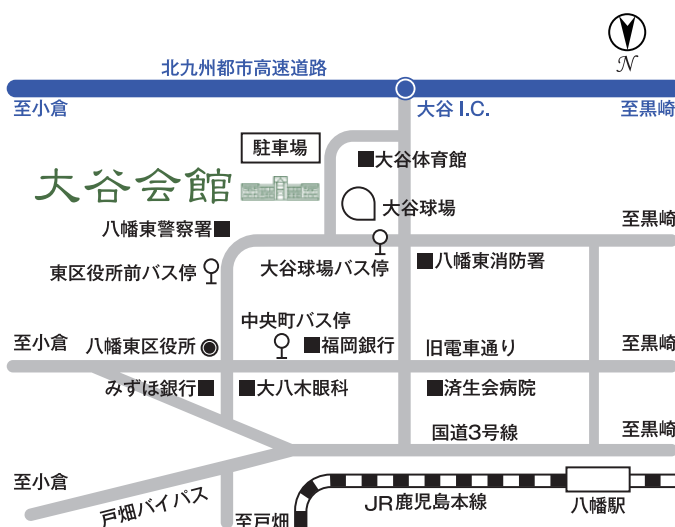 N
北九州都市高速道路
至小倉
大谷 I.C.
至黒崎
駐車場
大谷体育館
大谷会館
大谷球場
八幡東警察署
至黒崎
東区役所前バス停
大谷球場バス停
八幡東消防署
中央町バス停
至小倉
八幡東区役所
福岡銀行
旧電車通り
至黒崎
みずほ銀行
大八木眼科
済生会病院
国道3号線
至黒崎
至小倉
戸畑バイパス
至戸畑
JR鹿児島本線
八幡駅